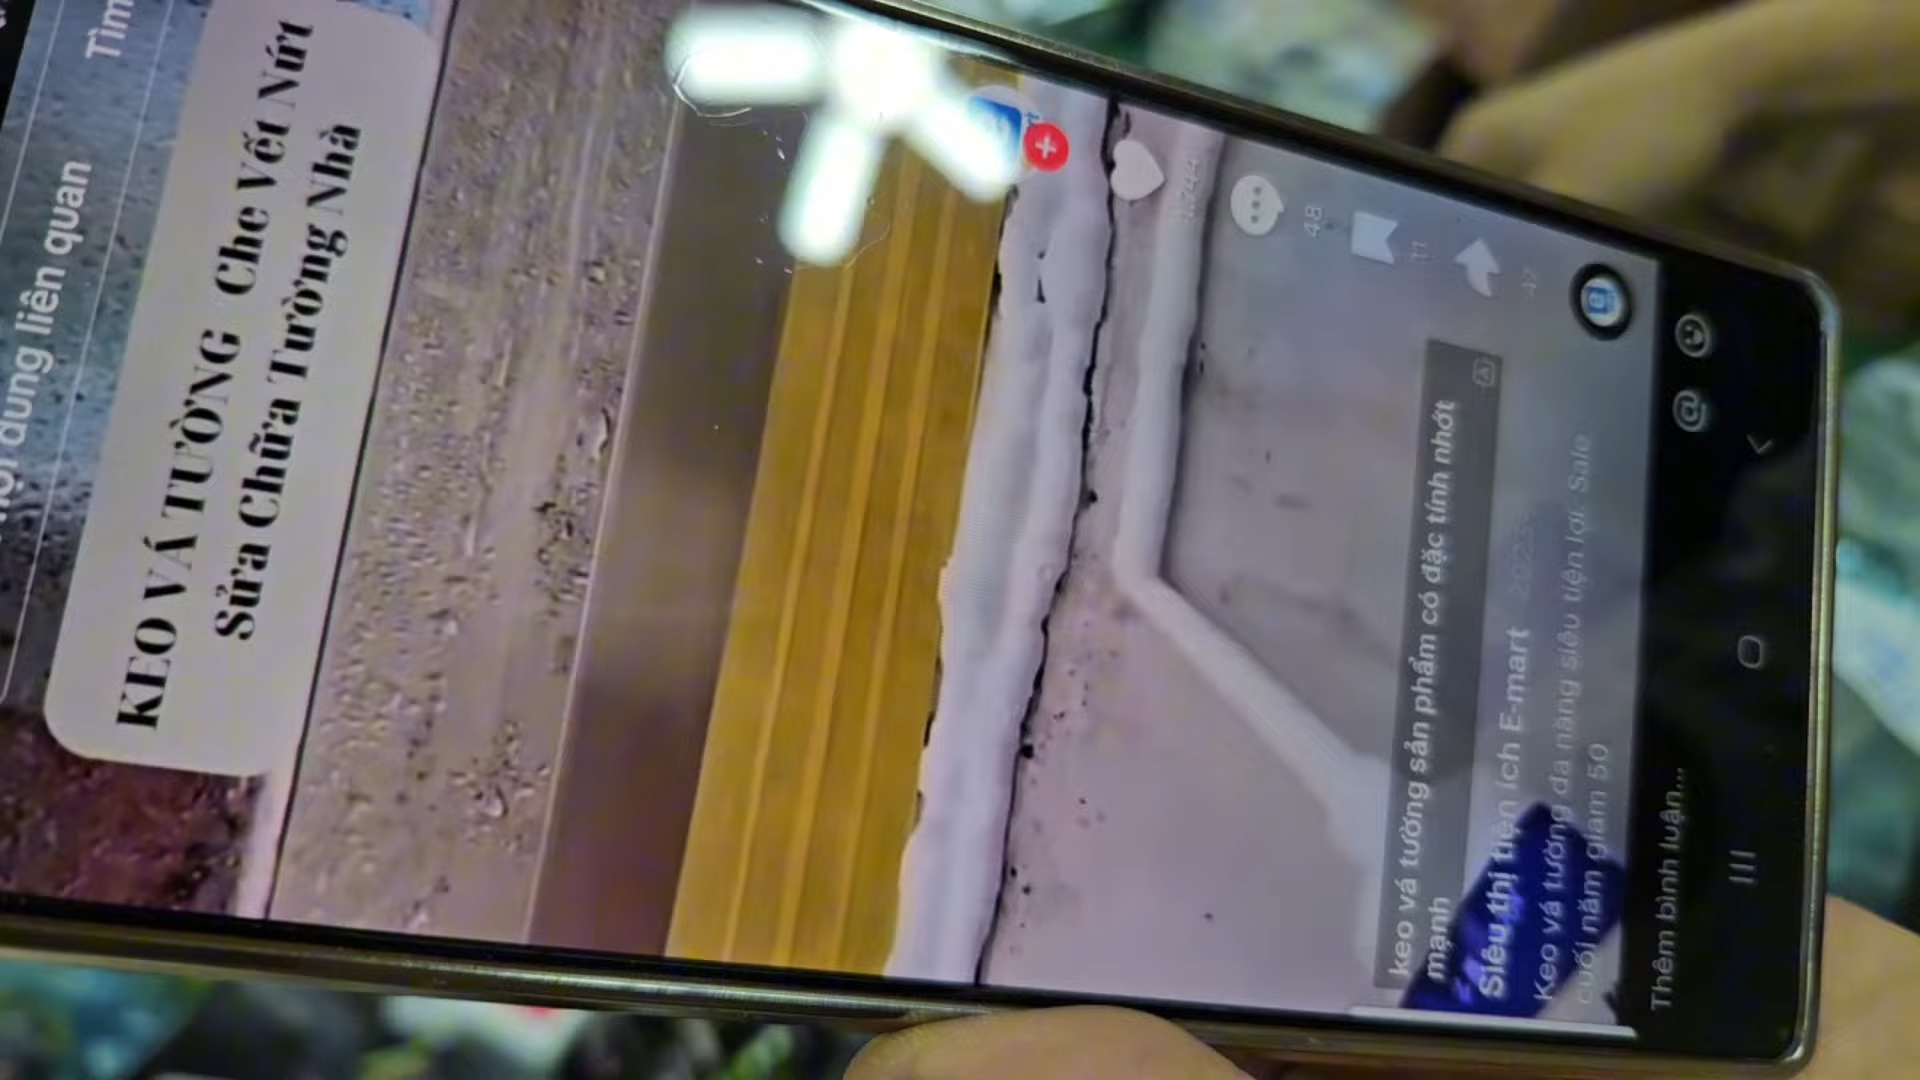 nội dung liên quan
Tìm
KEO VÁ TƯỜNG Che Vết Nứt
Sửa Chữa Tường Nhà
1744
48
11
47
keo vá tường sản phẩm có đặc tính nhớt
mạnh
Siêu thị tiện ích E-mart 2023-
Keo vá tường đa năng siêu tiện lợi. Sale
cuối năm giảm 50
Thêm bình luận...